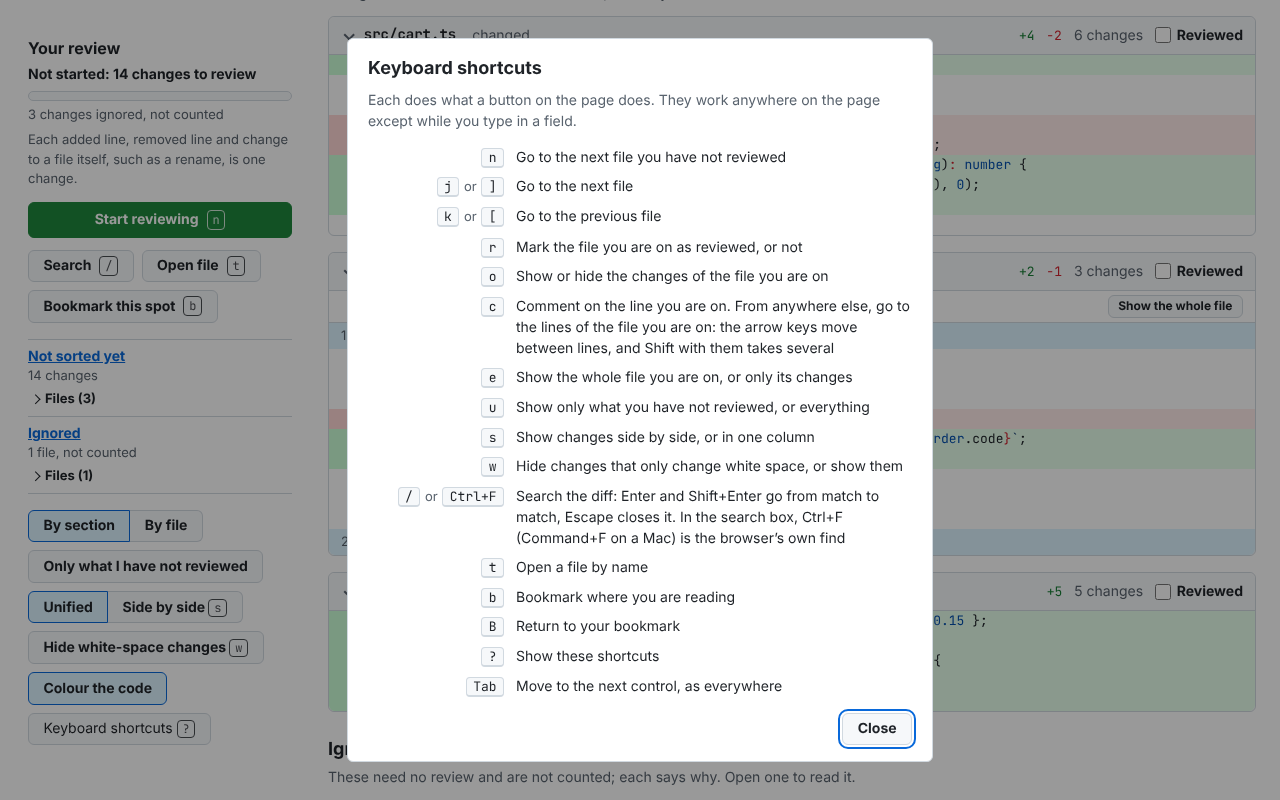 Your review
Not started: 14 changes to review
3 changes ignored, not counted
Each added line, removed line and change
to a file itself, such as a rename, is one
change.
Start reviewing n
Search / Open file t
Bookmark this spot b
Not sorted yet
14 changes
Files (3)
Ignored
1 file, not counted
Files (1)
By section By file
Only what I have not reviewed
Unified Side by side s
Hide white-space changes w
Colour the code
Keyboard shortcuts ?
src/cart.ts changed +4 -2 6 changes Reviewed
;
g): number {
), 0);
+2 -1 3 changes Reviewed
Show the whole file
1
rder.code}`;
2
+5 5 changes Reviewed
0.15 };
{
These need no review and are not counted; each says why. Open one to read it.
Keyboard shortcuts
Each does what a button on the page does. They work anywhere on the page
except while you type in a field.
n Go to the next file you have not reviewed
j or ] Go to the next file
k or [ Go to the previous file
r Mark the file you are on as reviewed, or not
o Show or hide the changes of the file you are on
c Comment on the line you are on. From anywhere else, go to
the lines of the file you are on: the arrow keys move
between lines, and Shift with them takes several
e Show the whole file you are on, or only its changes
u Show only what you have not reviewed, or everything
s Show changes side by side, or in one column
w Hide changes that only change white space, or show them
/ or Ctrl+F Search the diff: Enter and Shift+Enter go from match to
match, Escape closes it. In the search box, Ctrl+F
(Command+F on a Mac) is the browser’s own find
t Open a file by name
b Bookmark where you are reading
B Return to your bookmark
? Show these shortcuts
Tab Move to the next control, as everywhere
Close